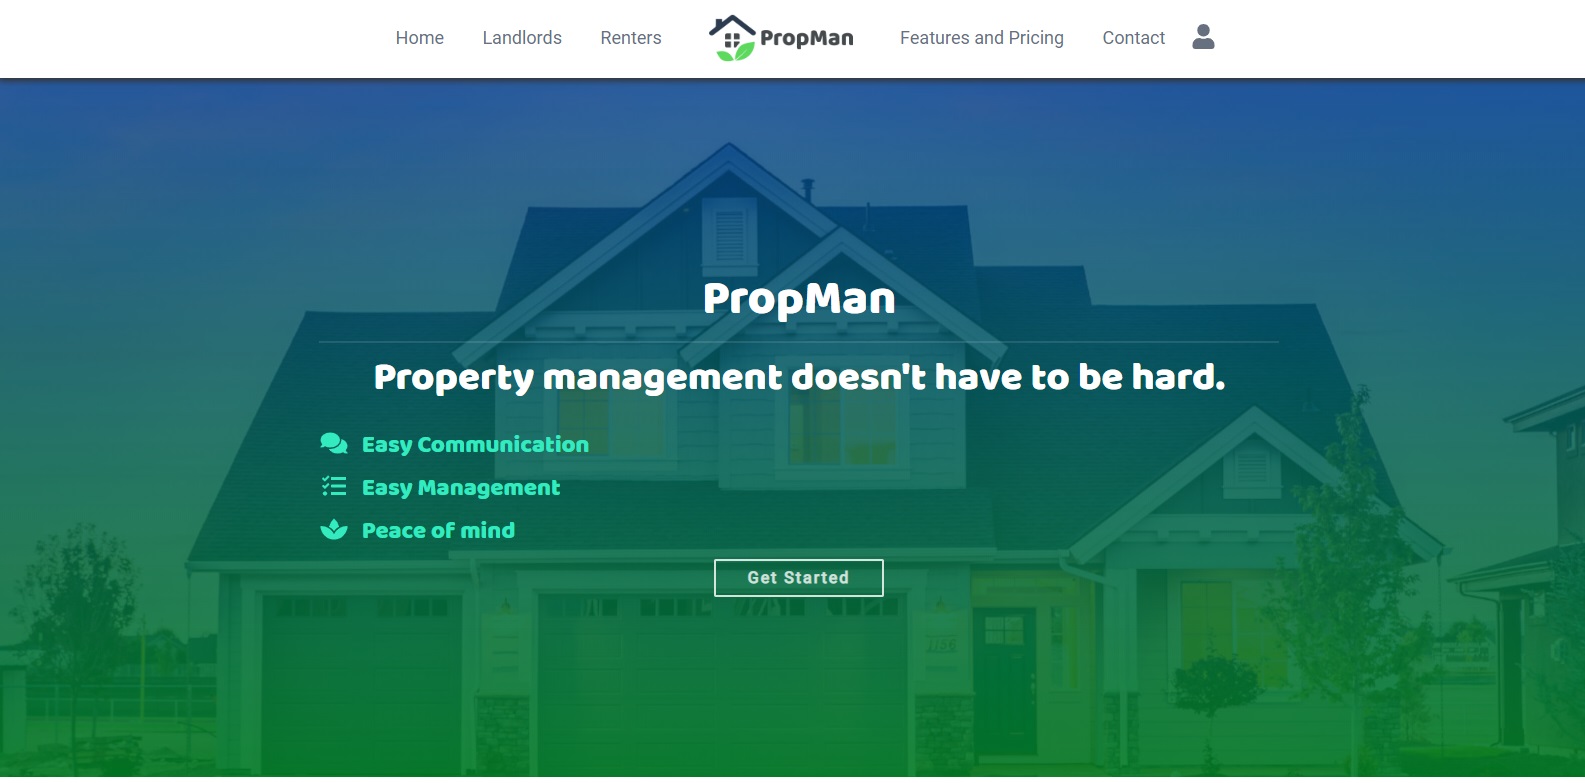 Home Landlords Renters PropMan Features and Pricing Contact
PropMan
Property management doesn't have to be hard.
Easy Communication
Easy Management
Peace of mind
Get Started
1186